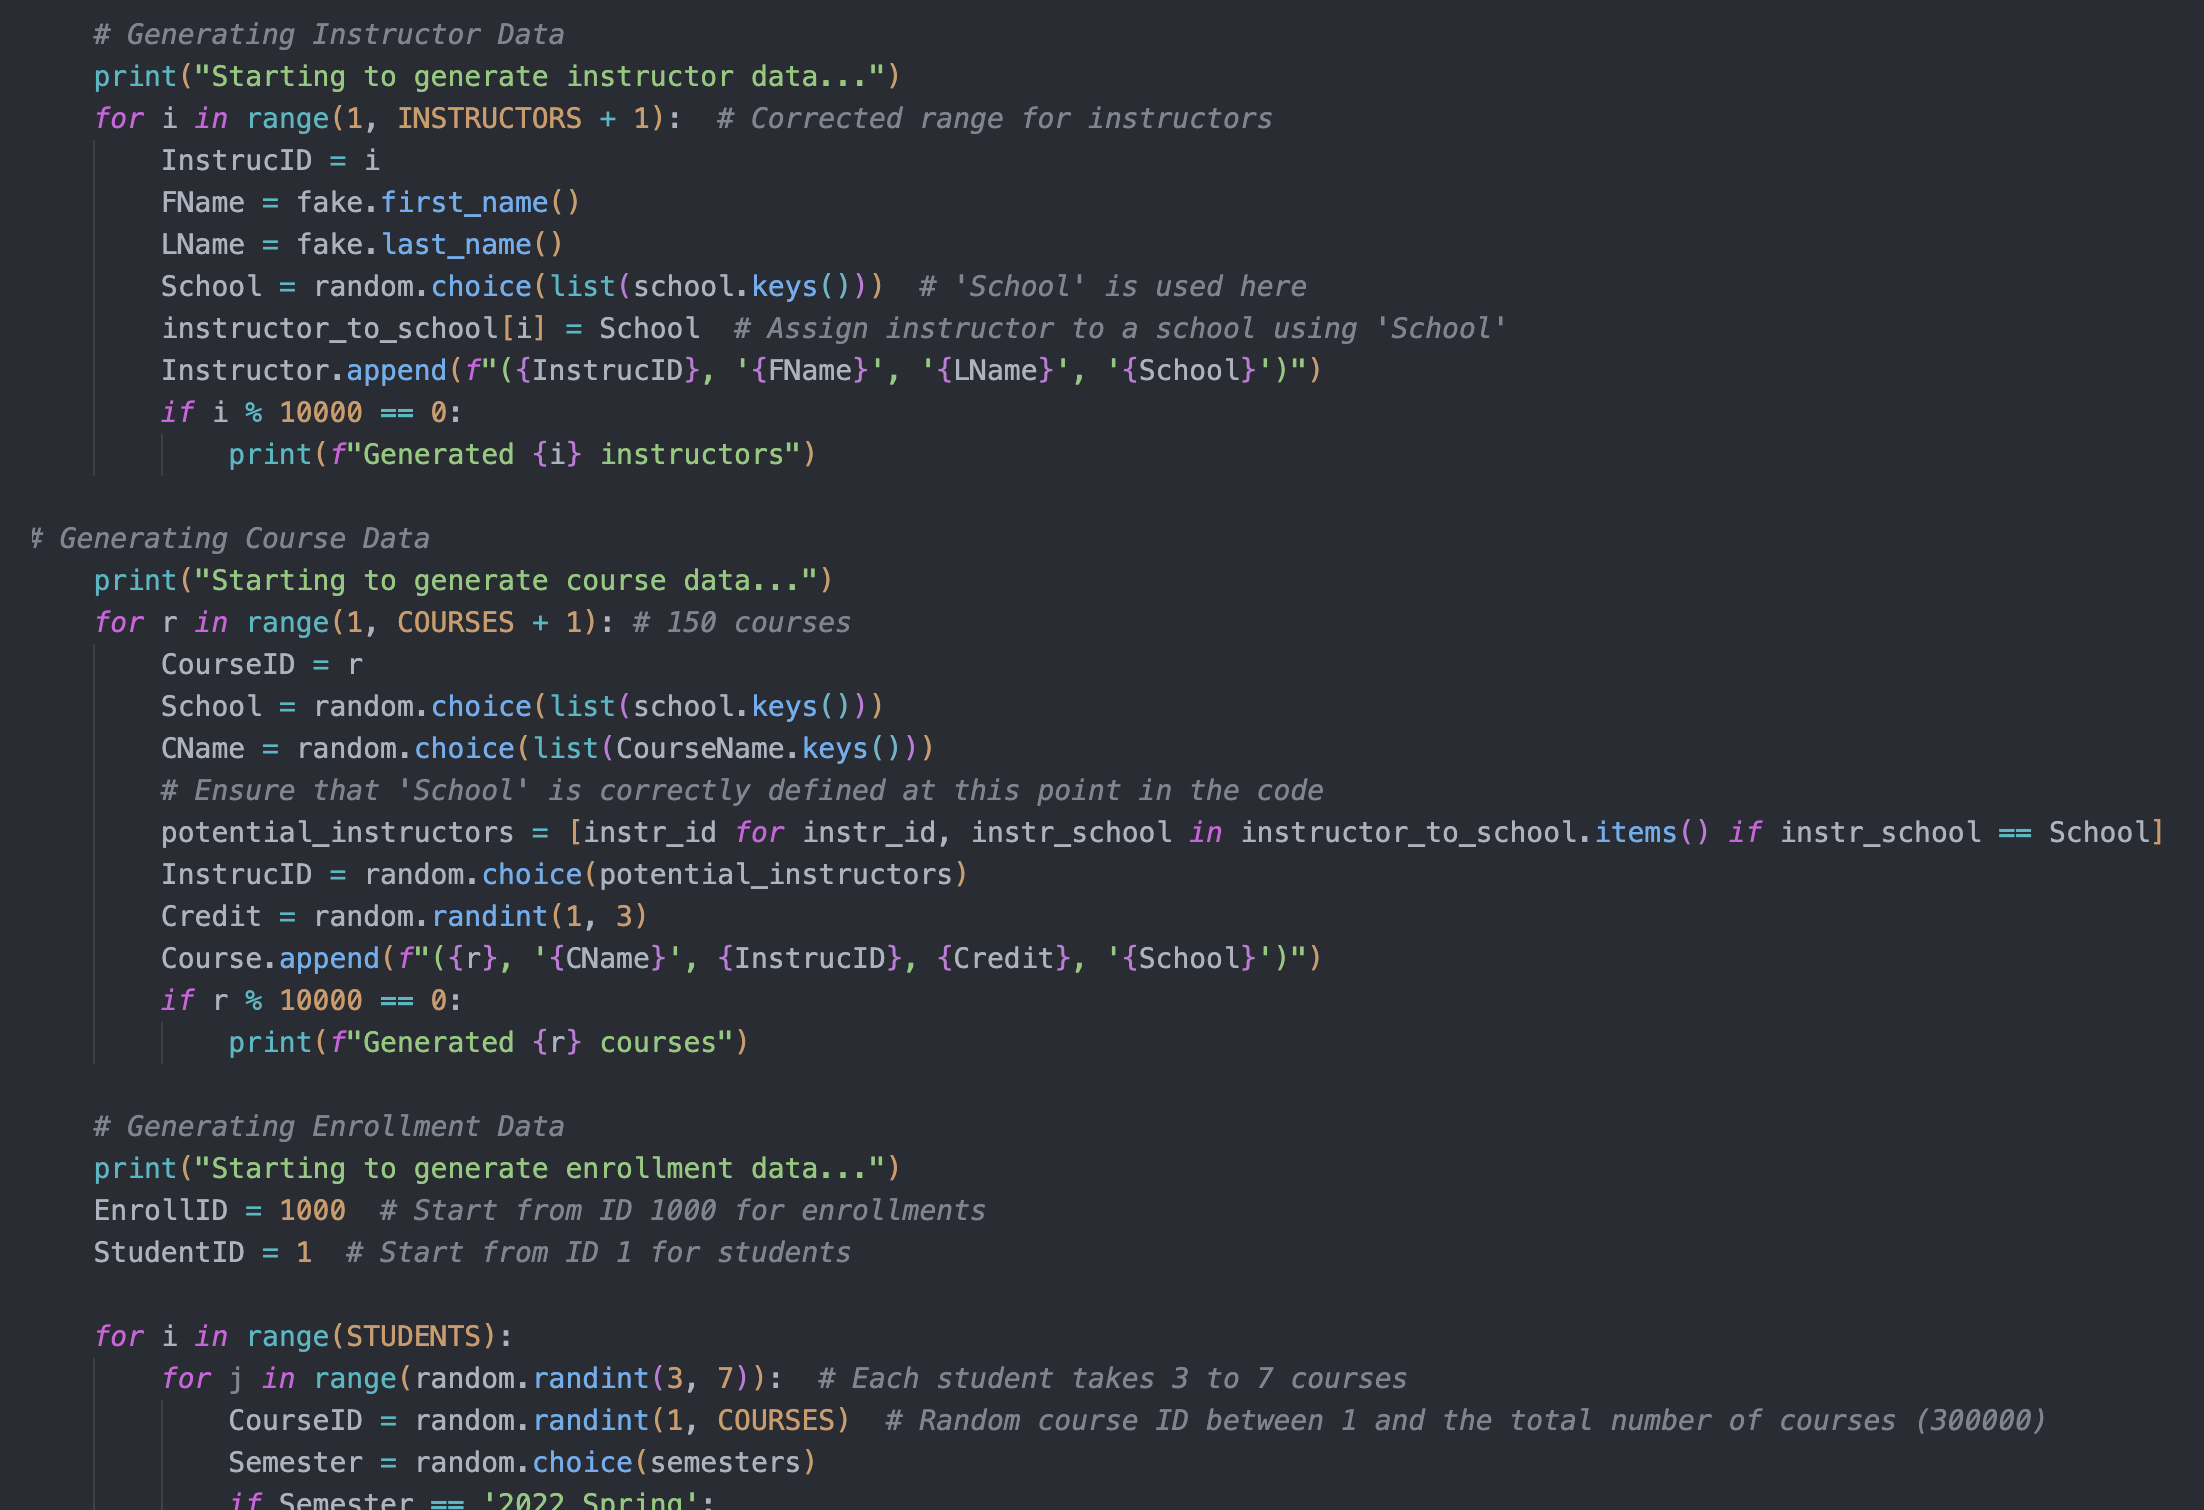 # Generating Instructor Data
print("Starting to generate instructor data...")
for i in range(1, INSTRUCTORS + 1):  # Corrected range for instructors
    InstrucID = i
    FName = fake.first_name()
    LName = fake.last_name()
    School = random.choice(list(school.keys()))  # 'School' is used here
    instructor_to_school[i] = School  # Assign instructor to a school using 'School'
    Instructor.append(f"({InstrucID}, '{FName}', '{LName}', '{School}')")
    if i % 10000 == 0:
        print(f"Generated {i} instructors")
# Generating Course Data
print("Starting to generate course data...")
for r in range(1, COURSES + 1): # 150 courses
    CourseID = r
    School = random.choice(list(school.keys()))
    CName = random.choice(list(CourseName.keys()))
    # Ensure that 'School' is correctly defined at this point in the code
    potential_instructors = [instr_id for instr_id, instr_school in instructor_to_school.items() if instr_school == School]
    InstrucID = random.choice(potential_instructors)
    Credit = random.randint(1, 3)
    Course.append(f"({r}, '{CName}', {InstrucID}, {Credit}, '{School}')")
    if r % 10000 == 0:
        print(f"Generated {r} courses")
# Generating Enrollment Data
print("Starting to generate enrollment data...")
EnrollID = 1000  # Start from ID 1000 for enrollments
StudentID = 1  # Start from ID 1 for students
for i in range(STUDENTS):
    for j in range(random.randint(3, 7)):  # Each student takes 3 to 7 courses
        CourseID = random.randint(1, COURSES)  # Random course ID between 1 and the total number of courses (300000)
        Semester = random.choice(semesters)
        if Semester == '2022 Spring':